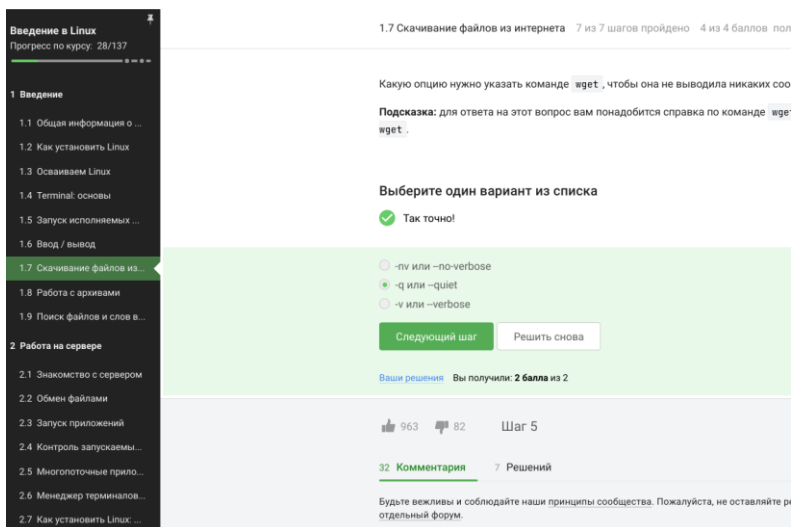 Введение в Linux
Прогресс по курсу: 28/137
1 Введение
1.1 Общая информация о ...
1.2 Как установить Linux
1.3 Осваиваем Linux
1.4 Terminal: основы
1.5 Запуск исполняемых ...
1.6 Ввод / вывод
1.7 Скачивание файлов из...
1.8 Работа с архивами
1.9 Поиск файлов и слов в...
2 Работа на сервере
2.1 Знакомство с сервером
2.2 Обмен файлами
2.3 Запуск приложений
2.4 Контроль запускаемы...
2.5 Многопоточные прило...
2.6 Менеджер терминалов...
2.7 Как установить Linux: ...
1.7 Скачивание файлов из интернета 7 из 7 шагов пройдено 4 из 4 баллов пол
Какую опцию нужно указать команде wget, чтобы она не выводила никаких соо
Подсказка: для ответа на этот вопрос вам понадобится справка по команде wget
wget.
Выберите один вариант из списка
Так точно!
-nv или --no-verbose
-q или --quiet
-v или --verbose
Следующий шаг Решить снова
Ваши решения Вы получили: 2 балла из 2
963 82 Шаг 5
32 Комментария 7 Решений
Будьте вежливы и соблюдайте наши принципы сообщества. Пожалуйста, не оставляйте ре
отдельный форум.